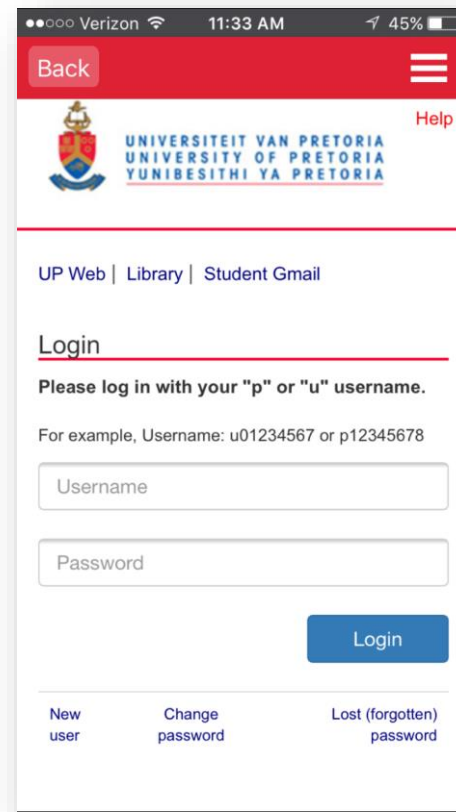 Verizon 11:33 AM 45%
Back
Help
UNIVERSITEIT VAN PRETORIA
UNIVERSITY OF PRETORIA
YUNIBESITHI YA PRETORIA
UP Web | Library | Student Gmail
Login
Please log in with your "p" or "u" username.
For example, Username: u01234567 or p12345678
Username
Password
Login
New user
Change password
Lost (forgotten) password